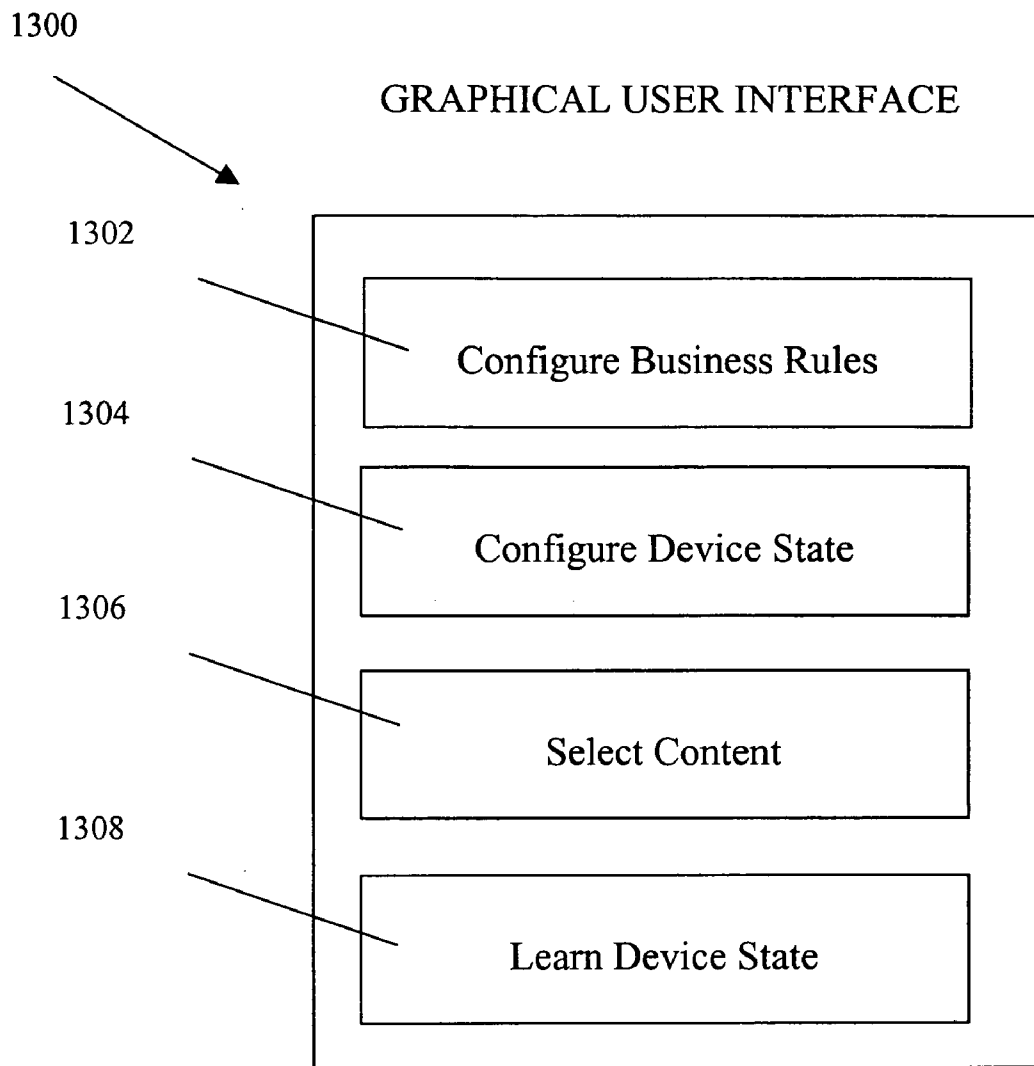 1300
GRAPHICAL USER INTERFACE
1302
Configure Business Rules
1304
Configure Device State
1306
Select Content
1308
Learn Device State